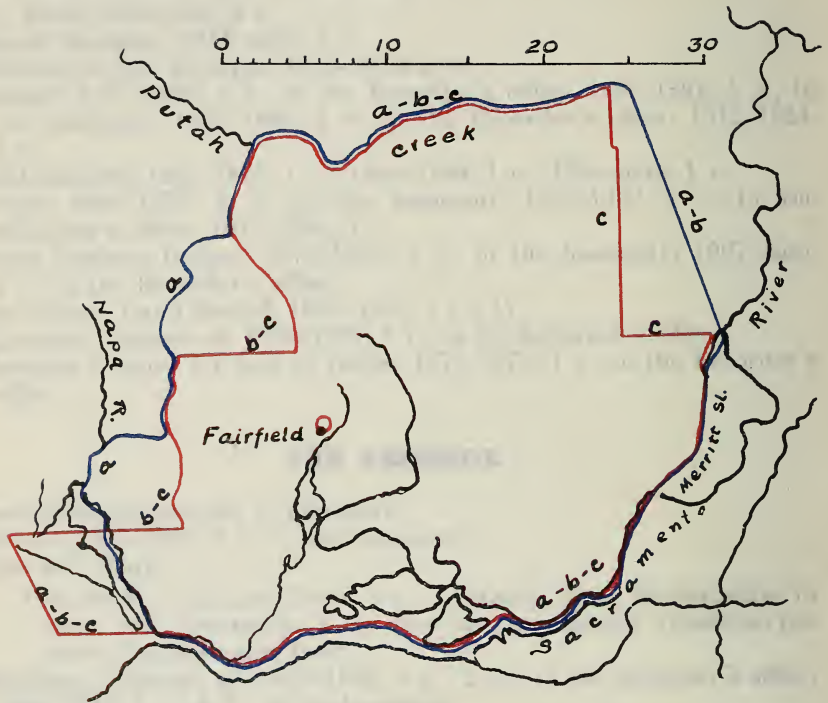 0 10 20 30
Putah
a-b-c
creek
a-b
c
a
River
Napa
R.
b-c
c
Fairfield
Merritt Sl.
a
b-c
Sacramento
a-b-c
a-b-c